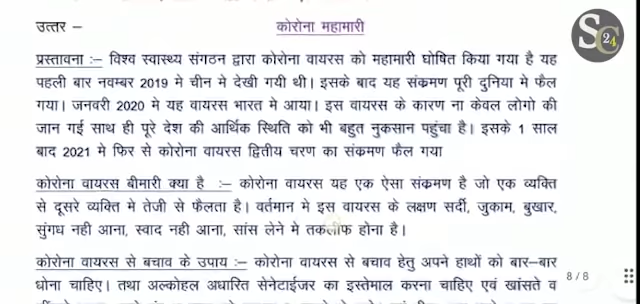 उत्तर –
कोरोना महामारी
प्रस्तावना :– विश्व स्वास्थ्य संगठन द्वारा कोरोना वायरस को महामारी घोषित किया गया है यह
पहली बार नवम्बर 2019 मे चीन मे देखी गयी थी। इसके बाद यह संक्रमण पूरी दुनिया मे फैल
गया। जनवरी 2020 मे यह वायरस भारत मे आया। इस वायरस के कारण ना केवल लोगो की
जान गई साथ ही पूरे देश की आर्थिक स्थिति को भी बहुत नुकसान पहुंचा है। इसके 1 साल
बाद 2021 मे फिर से कोरोना वायरस द्वितीय चरण का संक्रमण फैल गया
कोरोना वायरस बीमारी क्या है :– कोरोना वायरस यह एक ऐसा संक्रमण है जो एक व्यक्ति
से दूसरे व्यक्ति मे तेजी से फैलता है। वर्तमान मे इस वायरस के लक्षण सर्दी, जुकाम, बुखार,
सुंगध नही आना, स्वाद नही आना, सांस लेने मे तकलीफ होना है।
कोरोना वायरस से बचाव के उपाय :– कोरोना वायरस से बचाव हेतु अपने हाथों को बार–बार
धोना चाहिए। तथा अल्कोहल अधारित सेनेटाईजर का इस्तेमाल करना चाहिए एवं खांसते व
8/8
SC 24